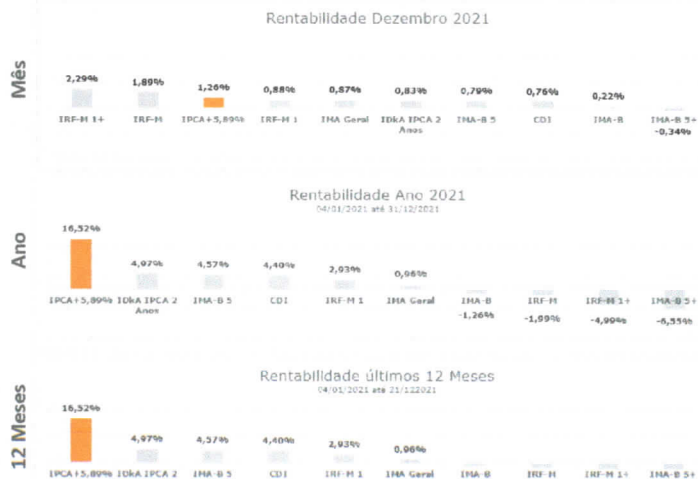 Rentabilidade Dezembro 2021
Mês
2,29% 1,89% 1,26% 0,88% 0,87% 0,83% 0,79% 0,76% 0,22%
IRF-M 1+ IRF-M IPCA+5,89% IRF-M 1 IMA Geral IDkA IPCA 2 Anos IMA-B 5 CDI IMA-B IMA-B 5+
-0,34%
Rentabilidade Ano 2021
04/01/2021 até 31/12/2021
Ano
16,52% 4,97% 4,57% 4,40% 2,93% 0,96%
IPCA+5,89% IDkA IPCA 2 Anos IMA-B 5 CDI IRF-M 1 IMA Geral IMA-B IRF-M IRF-M 1+ IMA-B 5+
-1,26% -1,99% -4,99% -6,55%
Rentabilidade últimos 12 Meses
04/01/2021 até 31/122021
12 Meses
16,52% 4,97% 4,57% 4,40% 2,93% 0,96%
IPCA+5,89% IDkA IPCA 2 IMA-B 5 CDI IRF-M 1 IMA Geral IMA-B IRF-M IRF-M 1+ IMA-B 5+